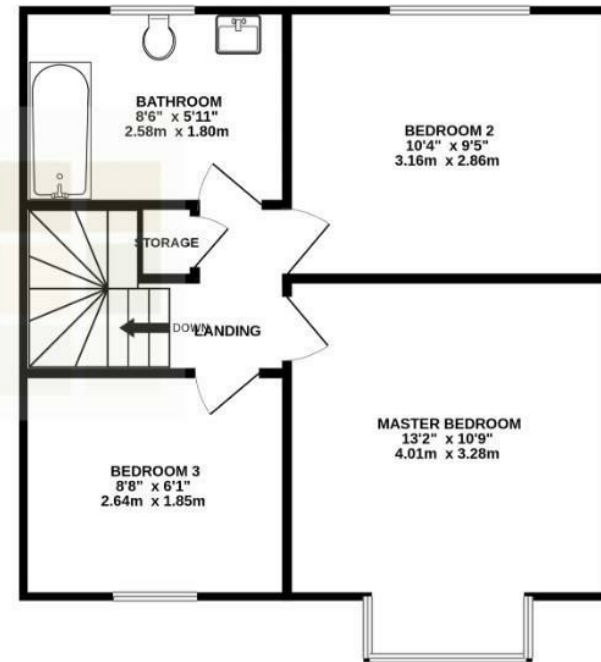 BATHROOM
8'6" x 5'11"
2.58m x 1.80m
BEDROOM 2
10'4" x 9'5"
3.16m x 2.86m
STORAGE
DOWN
LANDING
MASTER BEDROOM
13'2" x 10'9"
4.01m x 3.28m
BEDROOM 3
8'8" x 6'1"
2.64m x 1.85m